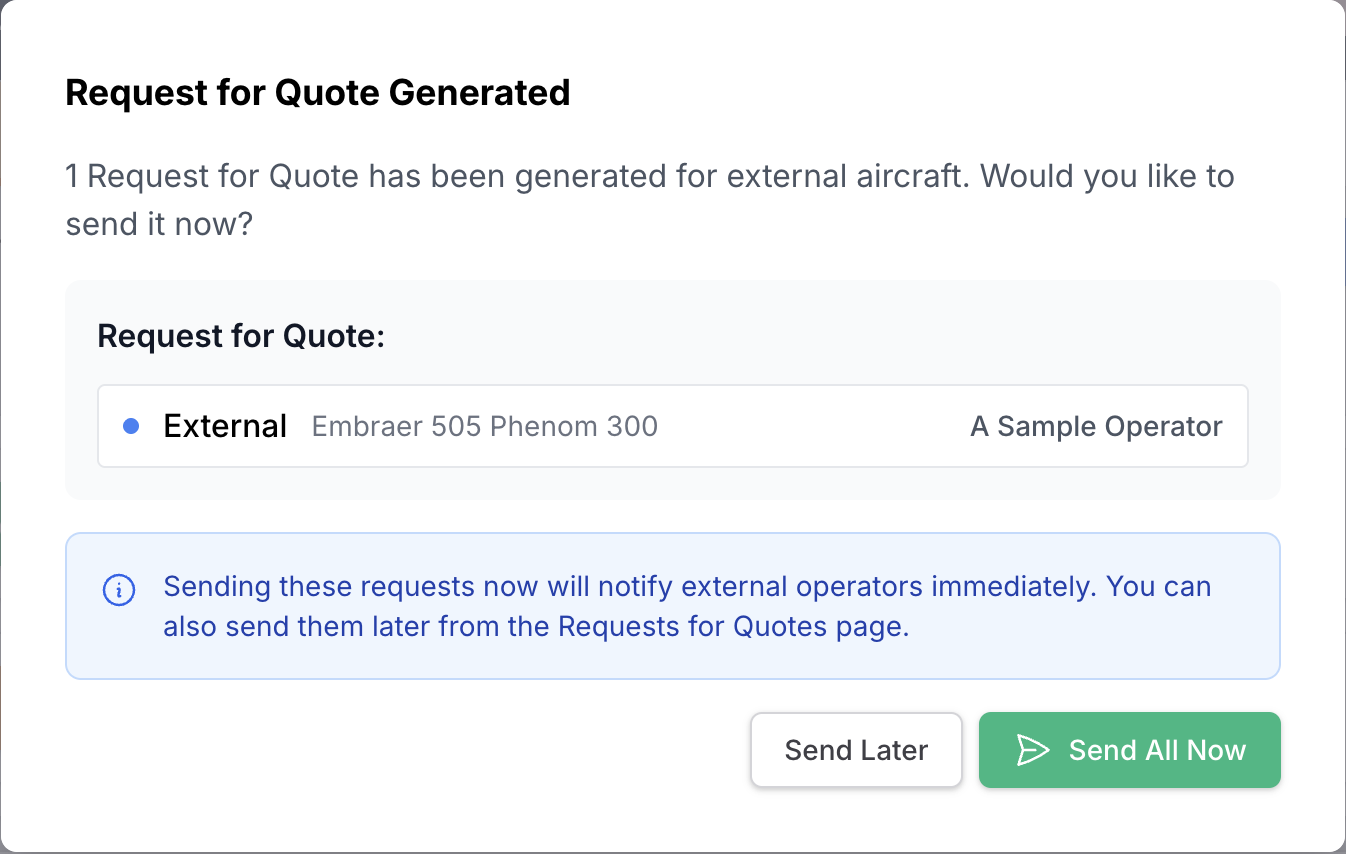 Request for Quote Generated
1 Request for Quote has been generated for external aircraft. Would you like to
send it now?
Request for Quote:
External Embraer 505 Phenom 300 A Sample Operator
Sending these requests now will notify external operators immediately. You can
also send them later from the Requests for Quotes page.
Send Later Send All Now